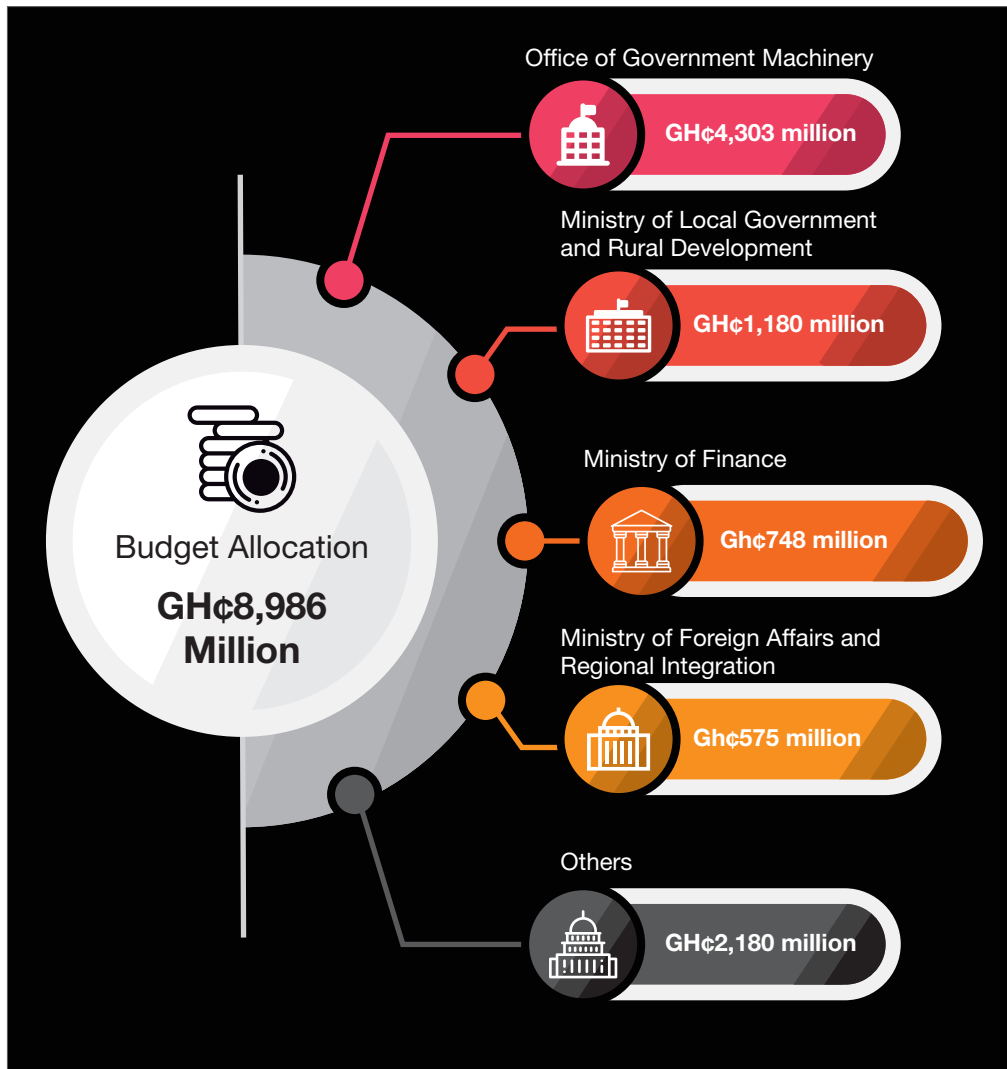 Office of Government Machinery
GH¢4,303 million
Ministry of Local Government
and Rural Development
GH¢1,180 million
Ministry of Finance
Gh¢748 million
Budget Allocation
GH¢8,986
Million
Ministry of Foreign Affairs and
Regional Integration
Gh¢575 million
Others
GH¢2,180 million